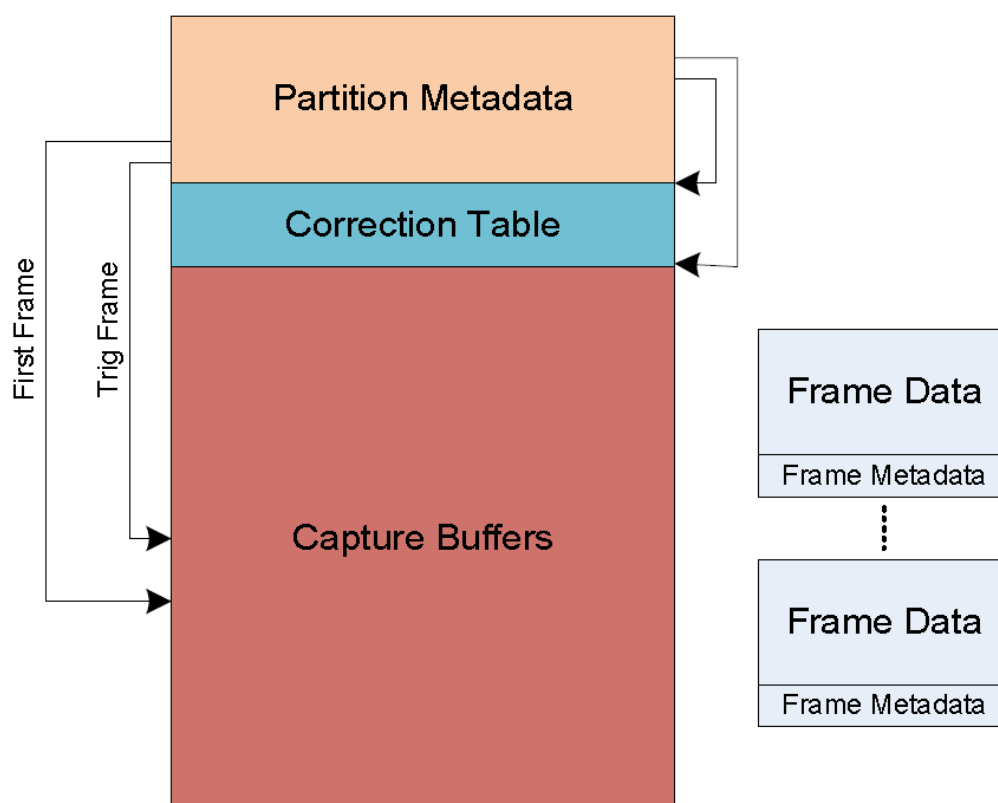 Partition Metadata
Correction Table
First Frame
Trig Frame
Capture Buffers
Frame Data
Frame Metadata
Frame Data
Frame Metadata